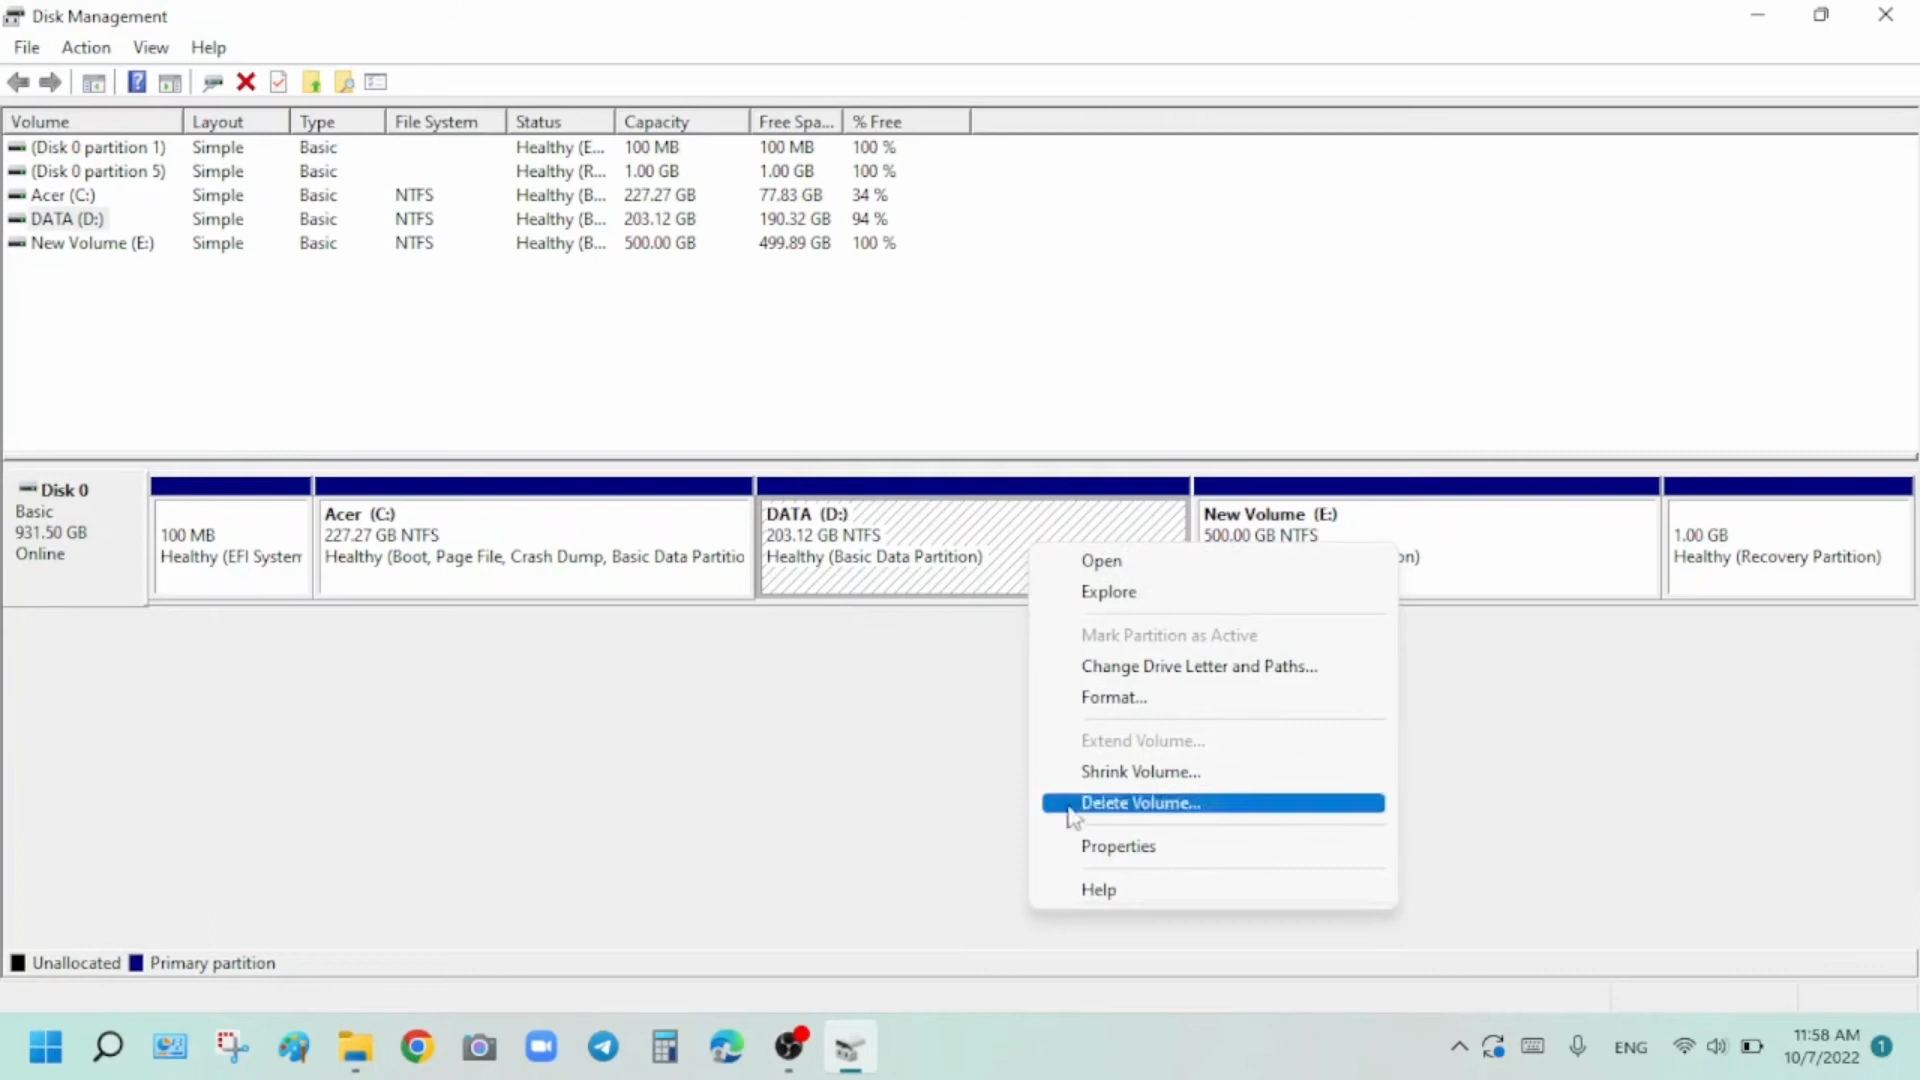 Disk Management
File Action View Help
Volume Layout Type File System Status Capacity Free Spa... % Free
(Disk 0 partition 1) Simple Basic Healthy (E... 100 MB 100 MB 100 %
(Disk 0 partition 5) Simple Basic Healthy (R... 1.00 GB 1.00 GB 100 %
Acer (C:) Simple Basic NTFS Healthy (B... 227.27 GB 77.83 GB 34 %
DATA (D:) Simple Basic NTFS Healthy (B... 203.12 GB 190.32 GB 94 %
New Volume (E:) Simple Basic NTFS Healthy (B... 500.00 GB 499.89 GB 100 %
Disk 0
Basic
931.50 GB
Online
100 MB
Healthy (EFI System
Acer (C:)
227.27 GB NTFS
Healthy (Boot, Page File, Crash Dump, Basic Data Partitio
DATA (D:)
203.12 GB NTFS
Healthy (Basic Data Partition)
New Volume (E:)
500.00 GB NTFS
on)
1.00 GB
Healthy (Recovery Partition)
Open
Explore
Mark Partition as Active
Change Drive Letter and Paths...
Format...
Extend Volume...
Shrink Volume...
Delete Volume...
Properties
Help
Unallocated Primary partition
ENG
11:58 AM
10/7/2022
1